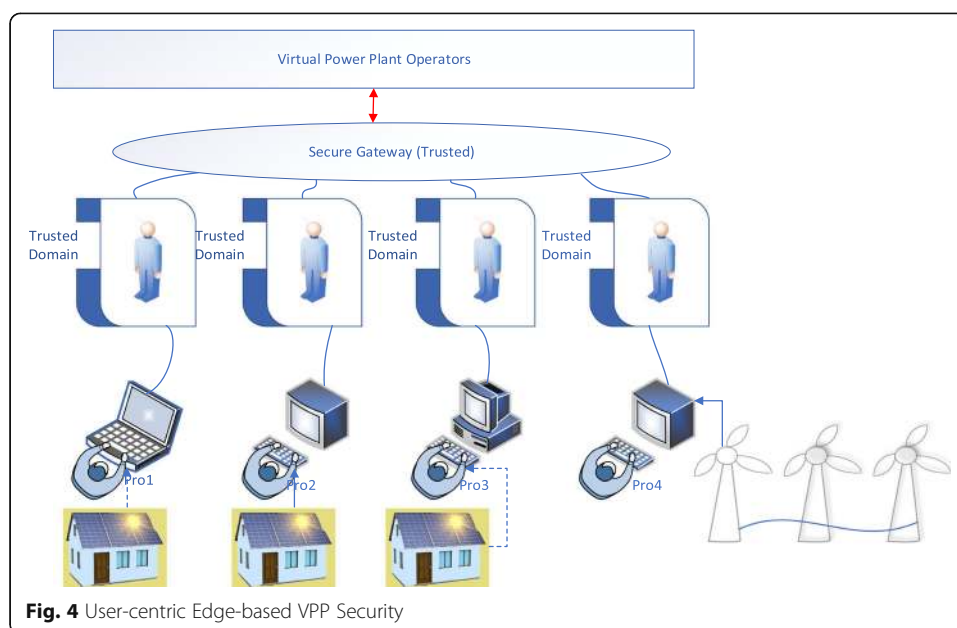 Virtual Power Plant Operators
Secure Gateway (Trusted)
Trusted
Domain
Trusted
Domain
Trusted
Domain
Trusted
Domain
Pro1
Pro2
Pro3
Pro4
Fig. 4 User-centric Edge-based VPP Security